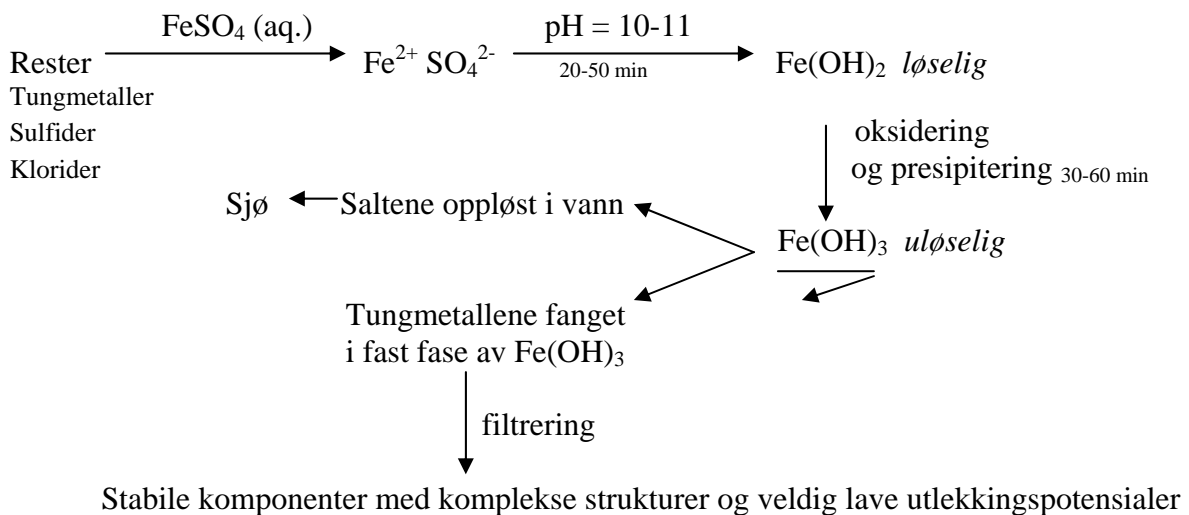 FeSO₄ (aq.)
pH = 10-11
Rester
Fe²⁺ SO₄²⁻
20-50 min
Fe(OH)₂ løselig
Tungmetaller
Sulfider
Klorider
oksidering
og presipitering 30-60 min
Sjø
Saltene oppløst i vann
Fe(OH)₃ uløselig
Tungmetallene fanget
i fast fase av Fe(OH)₃
filtrering
Stabile komponenter med komplekse strukturer og veldig lave utlekkingspotensialer